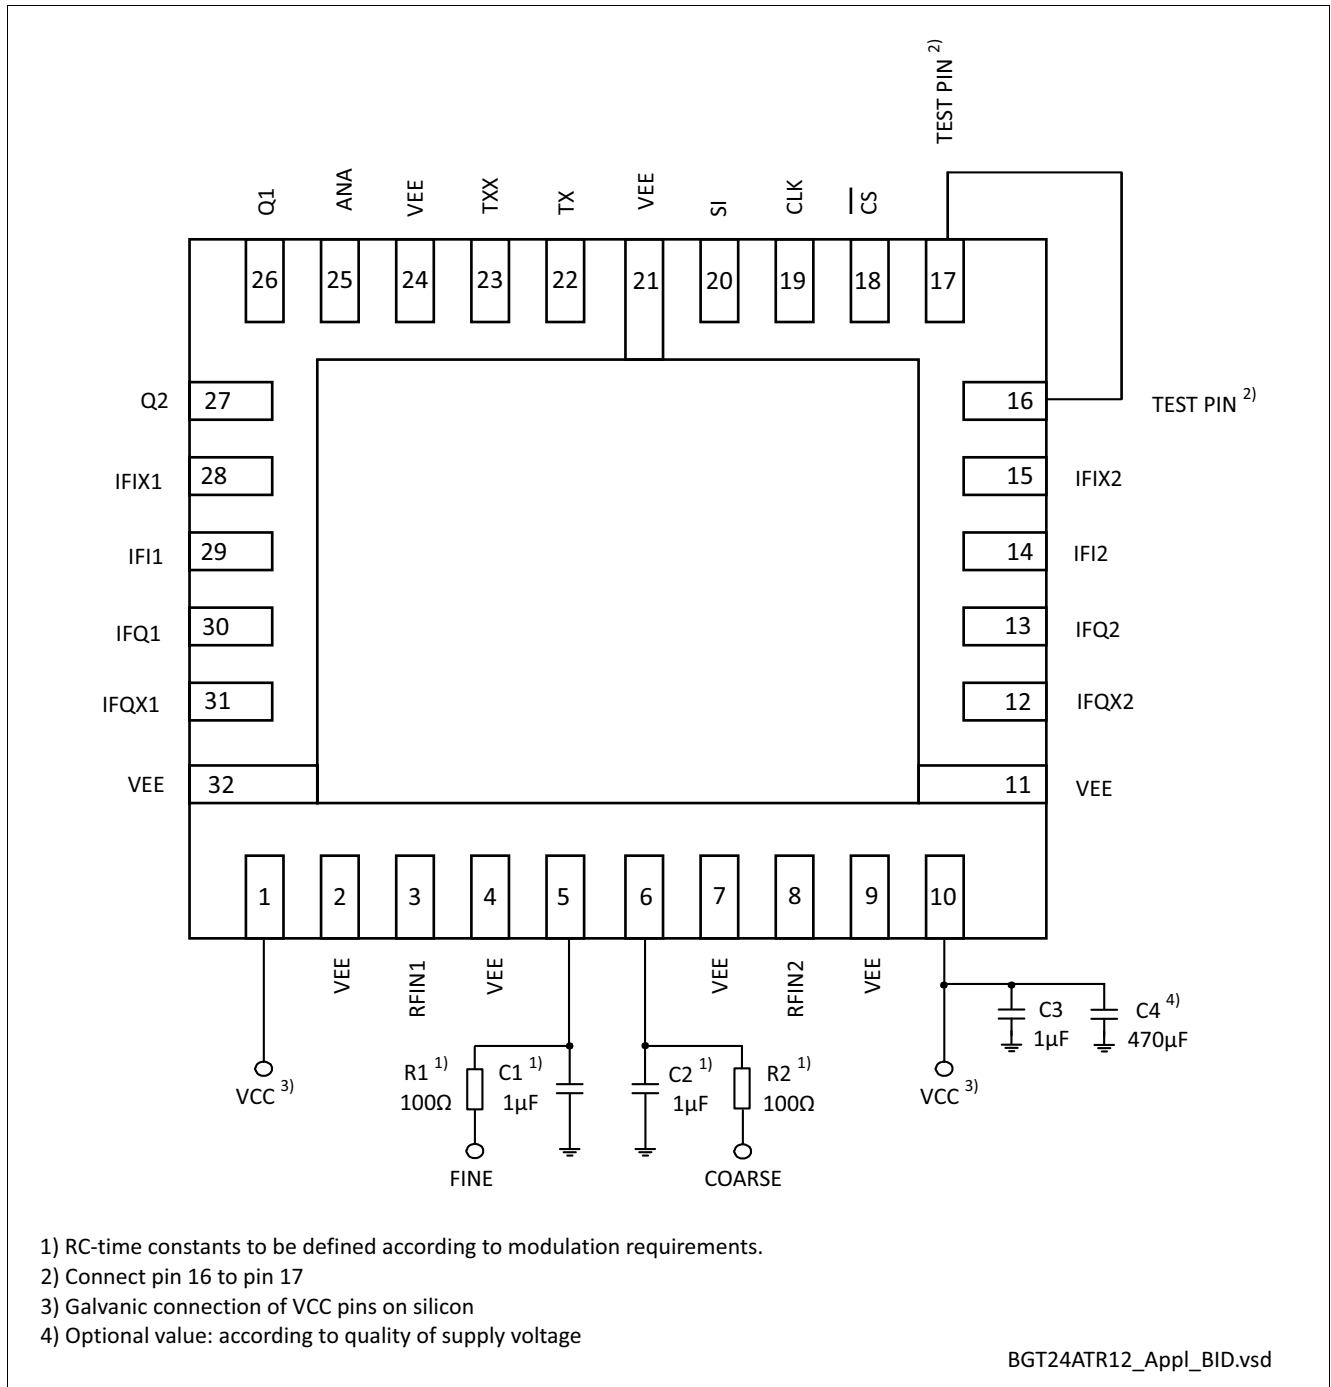 TEST PIN 2)
Q1
ANA
VEE
TXX
TX
VEE
SI
CLK
CS
26
25
24
23
22
21
20
19
18
17
Q2
27
16
TEST PIN 2)
IFIX1
28
15
IFIX2
IFI1
29
14
IFI2
IFQ1
30
13
IFQ2
IFQX1
31
12
IFQX2
VEE
32
11
VEE
1
2
3
4
5
6
7
8
9
10
VEE
RFIN1
VEE
VEE
RFIN2
VEE
C3
1µF
C4 4)
470µF
VCC 3)
R1 1)
100Ω
C1 1)
1µF
C2 1)
1µF
R2 1)
100Ω
VCC 3)
FINE
COARSE
1) RC-time constants to be defined according to modulation requirements.
2) Connect pin 16 to pin 17
3) Galvanic connection of VCC pins on silicon
4) Optional value: according to quality of supply voltage
BGT24ATR12_Appl_BID.vsd